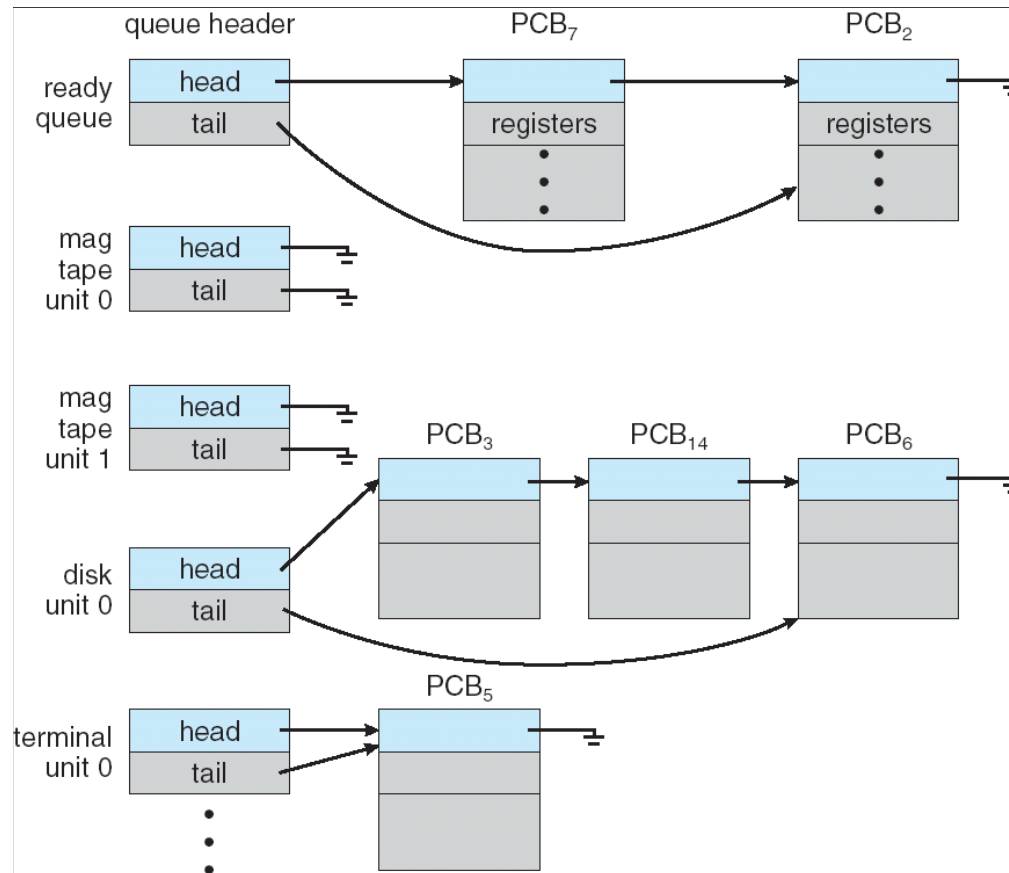 queue header
PCB₇
PCB₂
ready
queue
head
tail
registers
registers
mag
tape
unit 0
head
tail
mag
tape
unit 1
head
tail
PCB₃
PCB₁₄
PCB₆
disk
unit 0
head
tail
PCB₅
terminal
unit 0
head
tail